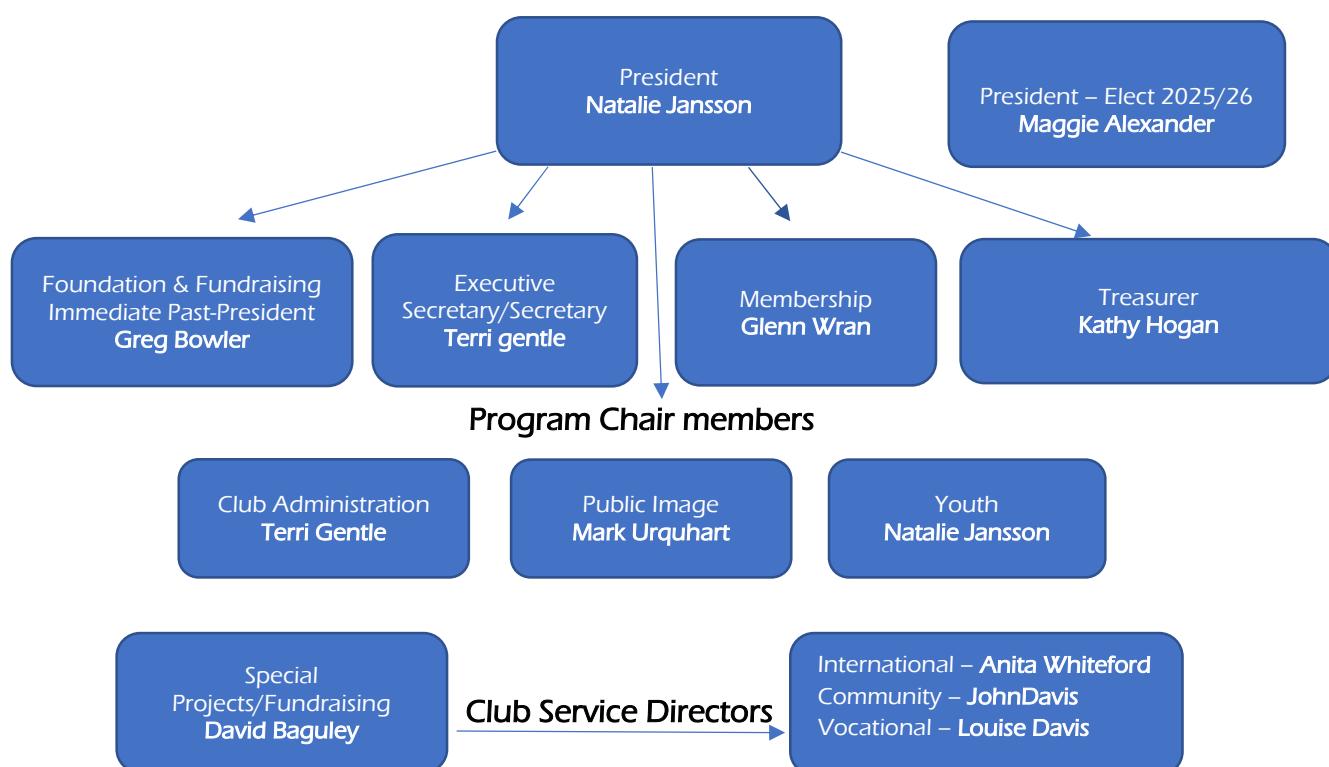 President
Natalie Jansson
President – Elect 2025/26
Maggie Alexander
Foundation & Fundraising
Immediate Past-President
Greg Bowler
Executive
Secretary/Secretary
Terri gentle
Membership
Glenn Wran
Treasurer
Kathy Hogan
Program Chair members
Club Administration
Terri Gentle
Public Image
Mark Urquhart
Youth
Natalie Jansson
Special
Projects/Fundraising
David Baguley
Club Service Directors
International – Anita Whiteford
Community – JohnDavis
Vocational – Louise Davis